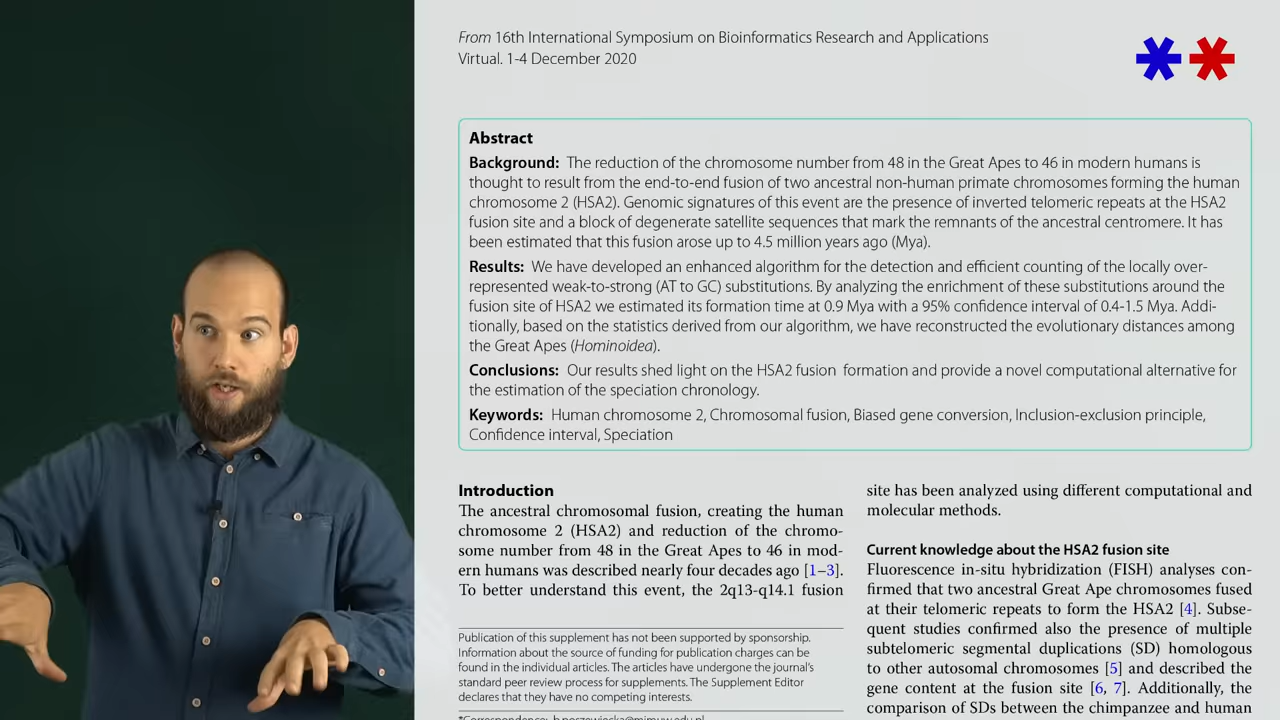 From 16th International Symposium on Bioinformatics Research and Applications
Virtual. 1-4 December 2020
Abstract
Background: The reduction of the chromosome number from 48 in the Great Apes to 46 in modern humans is
thought to result from the end-to-end fusion of two ancestral non-human primate chromosomes forming the human
chromosome 2 (HSA2). Genomic signatures of this event are the presence of inverted telomeric repeats at the HSA2
fusion site and a block of degenerate satellite sequences that mark the remnants of the ancestral centromere. It has
been estimated that this fusion arose up to 4.5 million years ago (Mya).
Results: We have developed an enhanced algorithm for the detection and efficient counting of the locally over-
represented weak-to-strong (AT to GC) substitutions. By analyzing the enrichment of these substitutions around the
fusion site of HSA2 we estimated its formation time at 0.9 Mya with a 95% confidence interval of 0.4-1.5 Mya. Addi-
tionally, based on the statistics derived from our algorithm, we have reconstructed the evolutionary distances among
the Great Apes (Hominoidea).
Conclusions: Our results shed light on the HSA2 fusion formation and provide a novel computational alternative for
the estimation of the speciation chronology.
Keywords: Human chromosome 2, Chromosomal fusion, Biased gene conversion, Inclusion-exclusion principle,
Confidence interval, Speciation
Introduction
The ancestral chromosomal fusion, creating the human
chromosome 2 (HSA2) and reduction of the chromo-
some number from 48 in the Great Apes to 46 in mod-
ern humans was described nearly four decades ago [1–3].
To better understand this event, the 2q13-q14.1 fusion
Publication of this supplement has not been supported by sponsorship.
Information about the source of funding for publication charges can be
found in the individual articles. The articles have undergone the journal's
standard peer review process for supplements. The Supplement Editor
declares that they have no competing interests.
*Correspondence: b.poszewiecka@mimuw.edu.pl
site has been analyzed using different computational and
molecular methods.
Current knowledge about the HSA2 fusion site
Fluorescence in-situ hybridization (FISH) analyses con-
firmed that two ancestral Great Ape chromosomes fused
at their telomeric repeats to form the HSA2 [4]. Subse-
quent studies confirmed also the presence of multiple
subtelomeric segmental duplications (SD) homologous
to other autosomal chromosomes [5] and described the
gene content at the fusion site [6, 7]. Additionally, the
comparison of SDs between the chimpanzee and human